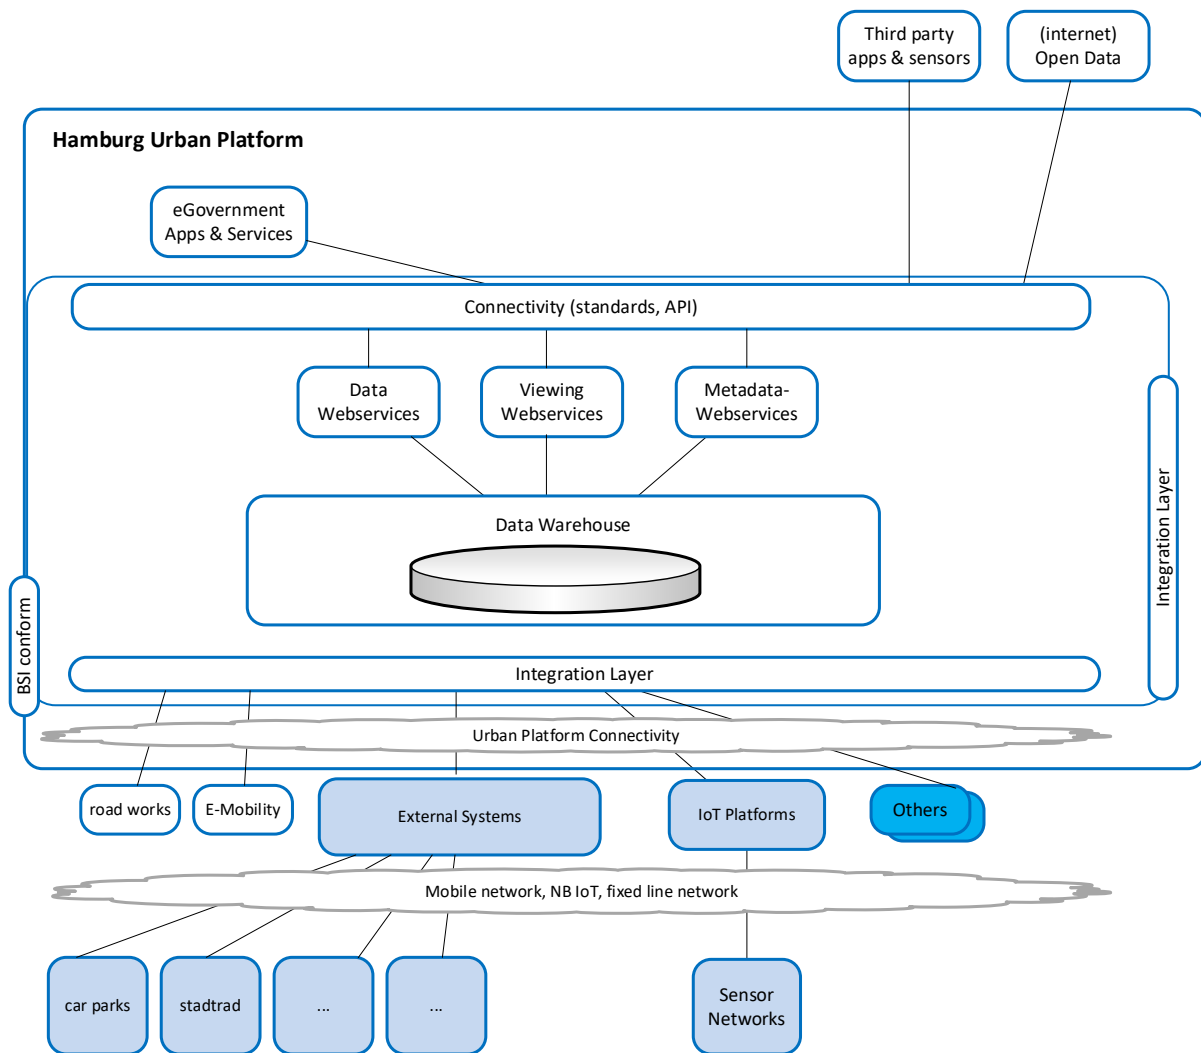 Third party
apps & sensors
(internet)
Open Data
Hamburg Urban Platform
eGovernment
Apps & Services
Connectivity (standards, API)
Data
Webservices
Viewing
Webservices
Metadata-
Webservices
Integration Layer
Data Warehouse
BSI conform
Integration Layer
Urban Platform Connectivity
road works
E-Mobility
External Systems
IoT Platforms
Others
Mobile network, NB IoT, fixed line network
car parks
stadtrad
...
...
Sensor
Networks